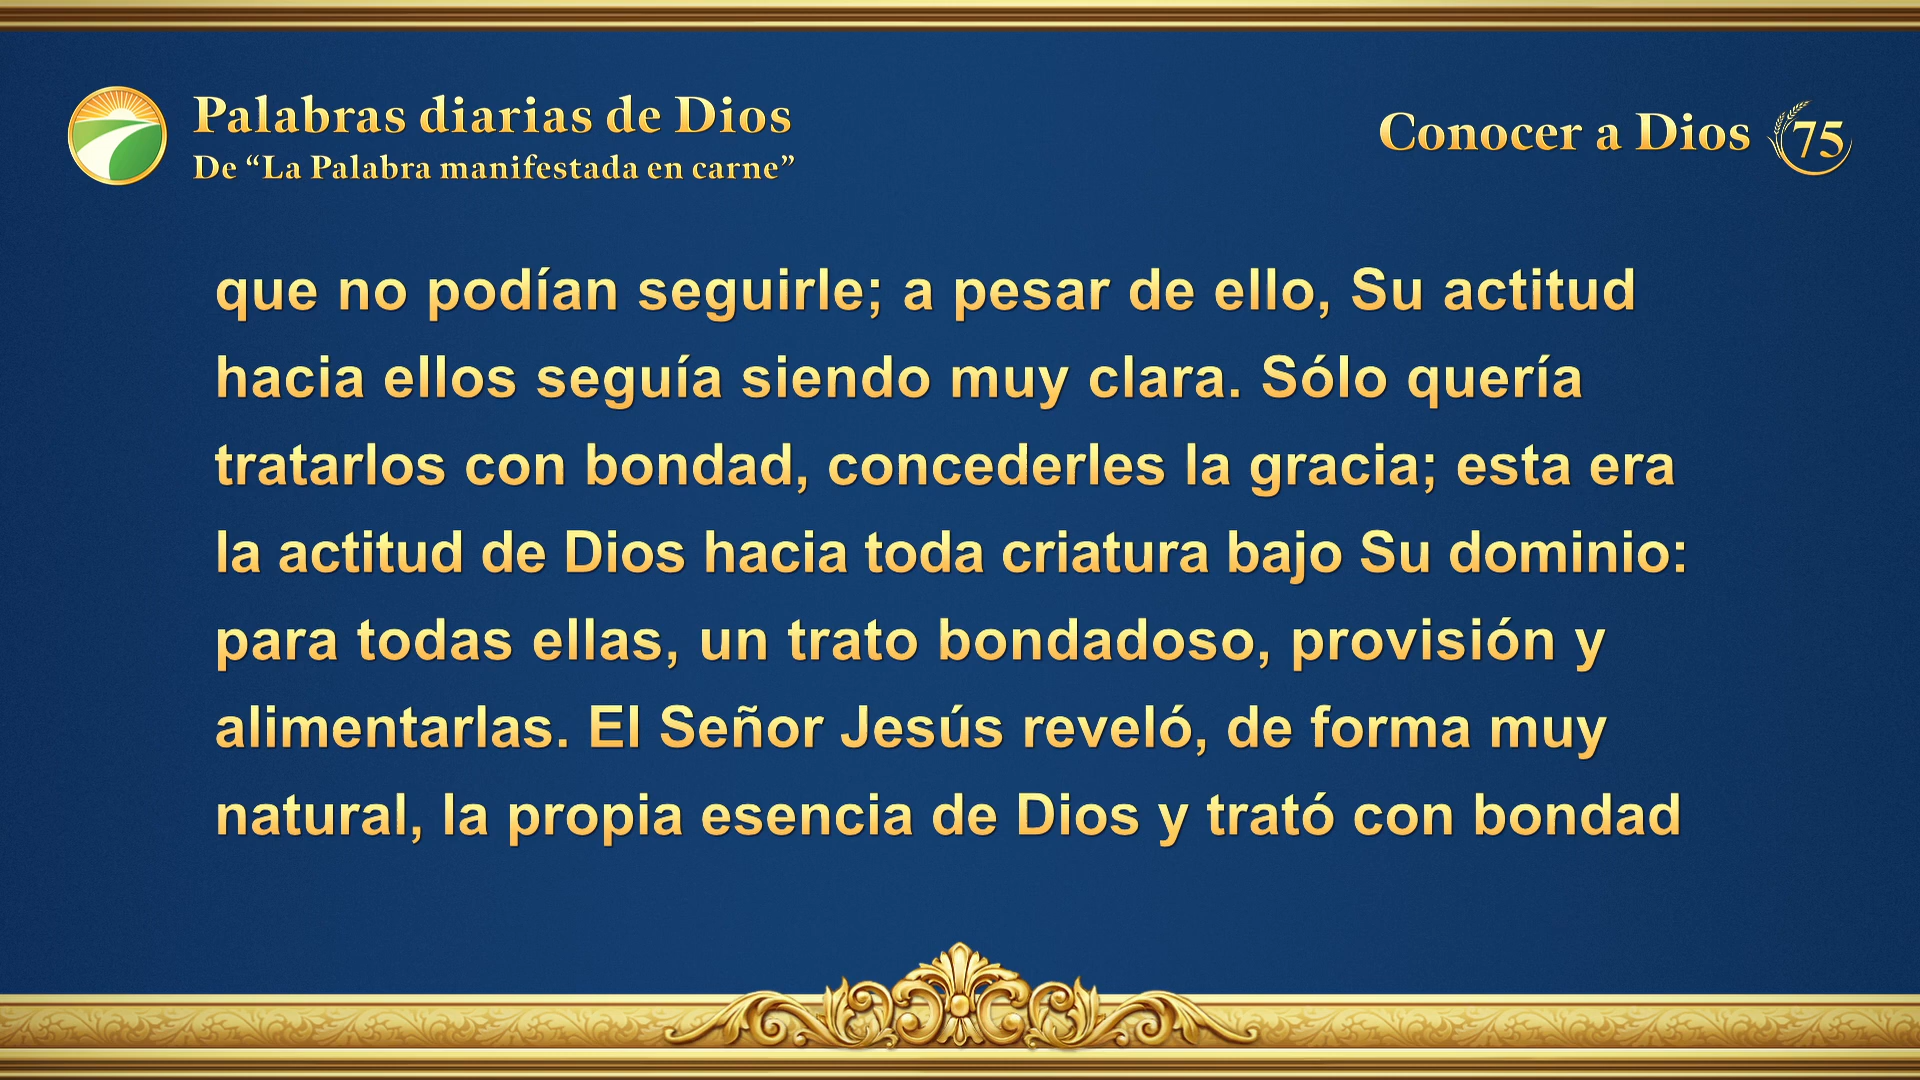 Palabras diarias de Dios
De “La Palabra manifestada en carne”
Conocer a Dios 75
que no podían seguirle; a pesar de ello, Su actitud
hacia ellos seguía siendo muy clara. Sólo quería
tratarlos con bondad, concederles la gracia; esta era
la actitud de Dios hacia toda criatura bajo Su dominio:
para todas ellas, un trato bondadoso, provisión y
alimentarlas. El Señor Jesús reveló, de forma muy
natural, la propia esencia de Dios y trató con bondad